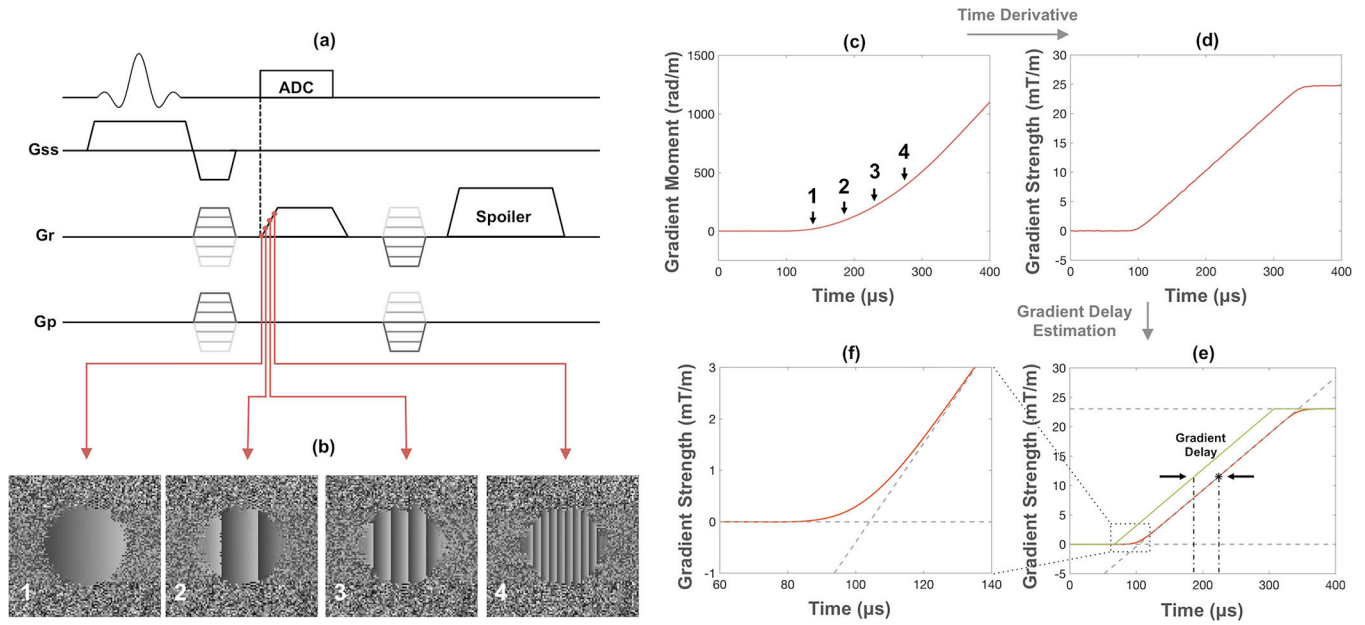 (a)
ADC
Gss
Gr
Spoiler
Gp
(b)
1
2
3
4
Time Derivative
(c)
Gradient Moment (rad/m)
1500
1000
500
0
1
2
3
4
0 100 200 300 400
Time (μs)
(d)
Gradient Strength (mT/m)
30
25
20
15
10
5
0
-5
0 100 200 300 400
Time (μs)
Gradient Delay
Estimation
(f)
Gradient Strength (mT/m)
3
2
1
0
-1
60 80 100 120 140
Time (μs)
(e)
Gradient Strength (mT/m)
30
25
20
15
10
5
0
-5
Gradient
Delay
0 100 200 300 400
Time (μs)